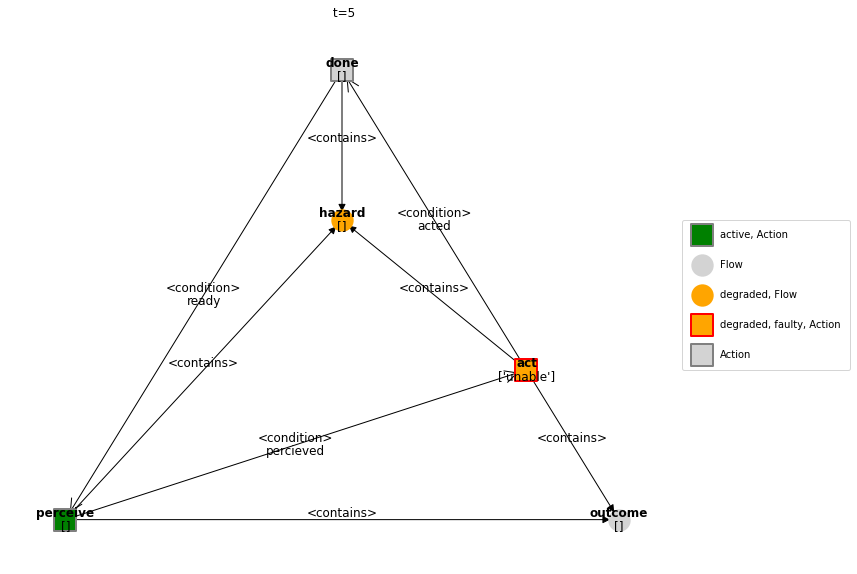 t=5
done
[]
<contains>
hazard
[]
<condition>
acted
<condition>
ready
<contains>
<contains>
act
['unable']
<condition>
percieved
<contains>
perceive
[]
<contains>
outcome
[]
active, Action
Flow
degraded, Flow
degraded, faulty, Action
Action